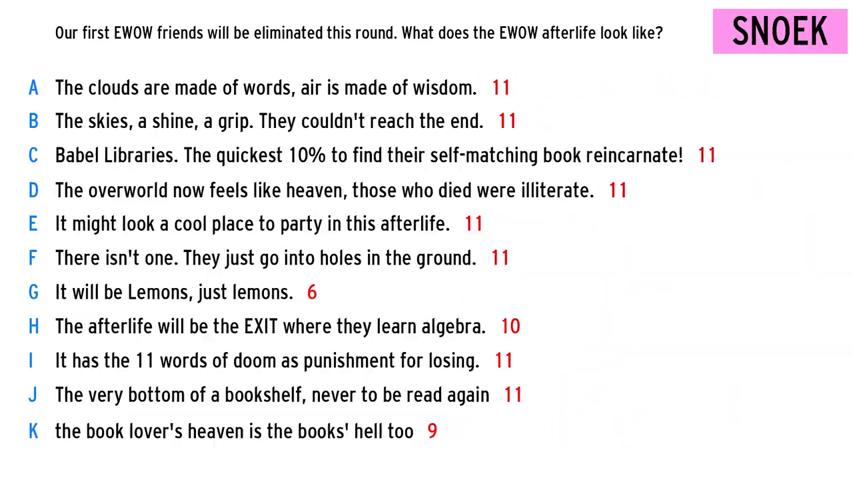 Our first EWOW friends will be eliminated this round. What does the EWOW afterlife look like?
SNOEK
A The clouds are made of words, air is made of wisdom. 11
B The skies, a shine, a grip. They couldn't reach the end. 11
C Babel Libraries. The quickest 10% to find their self-matching book reincarnate! 11
D The overworld now feels like heaven, those who died were illiterate. 11
E It might look a cool place to party in this afterlife. 11
F There isn't one. They just go into holes in the ground. 11
G It will be Lemons, just lemons. 6
H The afterlife will be the EXIT where they learn algebra. 10
I It has the 11 words of doom as punishment for losing. 11
J The very bottom of a bookshelf, never to be read again 11
K the book lover's heaven is the books' hell too 9